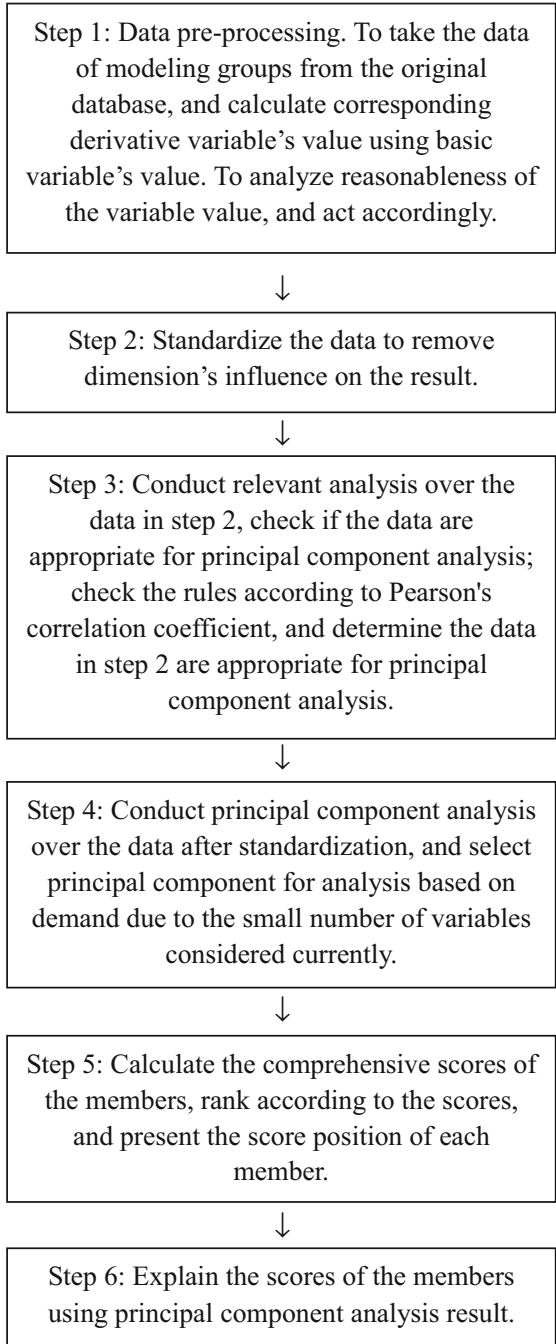 Step 1: Data pre-processing. To take the data
of modeling groups from the original
database, and calculate corresponding
derivative variable’s value using basic
variable’s value. To analyze reasonableness of
the variable value, and act accordingly.
↓
Step 2: Standardize the data to remove
dimension’s influence on the result.
↓
Step 3: Conduct relevant analysis over the
data in step 2, check if the data are
appropriate for principal component analysis;
check the rules according to Pearson's
correlation coefficient, and determine the data
in step 2 are appropriate for principal
component analysis.
↓
Step 4: Conduct principal component analysis
over the data after standardization, and select
principal component for analysis based on
demand due to the small number of variables
considered currently.
↓
Step 5: Calculate the comprehensive scores of
the members, rank according to the scores,
and present the score position of each
member.
↓
Step 6: Explain the scores of the members
using principal component analysis result.